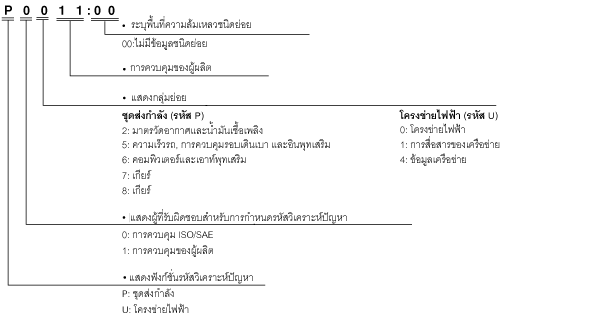 P 0 0 1 1:0 0
• ระบุพื้นที่ความล้มเหลวชนิดย่อย
00:ไม่มีข้อมูลชนิดย่อย
• การควบคุมของผู้ผลิต
• แสดงกลุ่มย่อย
ชุดส่งกำลัง (รหัส P)
2: มาตรวัดอากาศและน้ำมันเชื้อเพลิง
5: ความเร็วรถ, การควบคุมรอบเดินเบา และอินพุทเสริม
6: คอมพิวเตอร์และเอาท์พุทเสริม
7: เกียร์
8: เกียร์
โครงข่ายไฟฟ้า (รหัส U)
0: โครงข่ายไฟฟ้า
1: การสื่อสารของเครือข่าย
4: ข้อมูลเครือข่าย
• แสดงผู้ที่รับผิดชอบสำหรับการกำหนดรหัสวิเคราะห์ปัญหา
0: การควบคุม ISO/SAE
1: การควบคุมของผู้ผลิต
• แสดงฟังก์ชั่นรหัสวิเคราะห์ปัญหา
P: ชุดส่งกำลัง
U: โครงข่ายไฟฟ้า